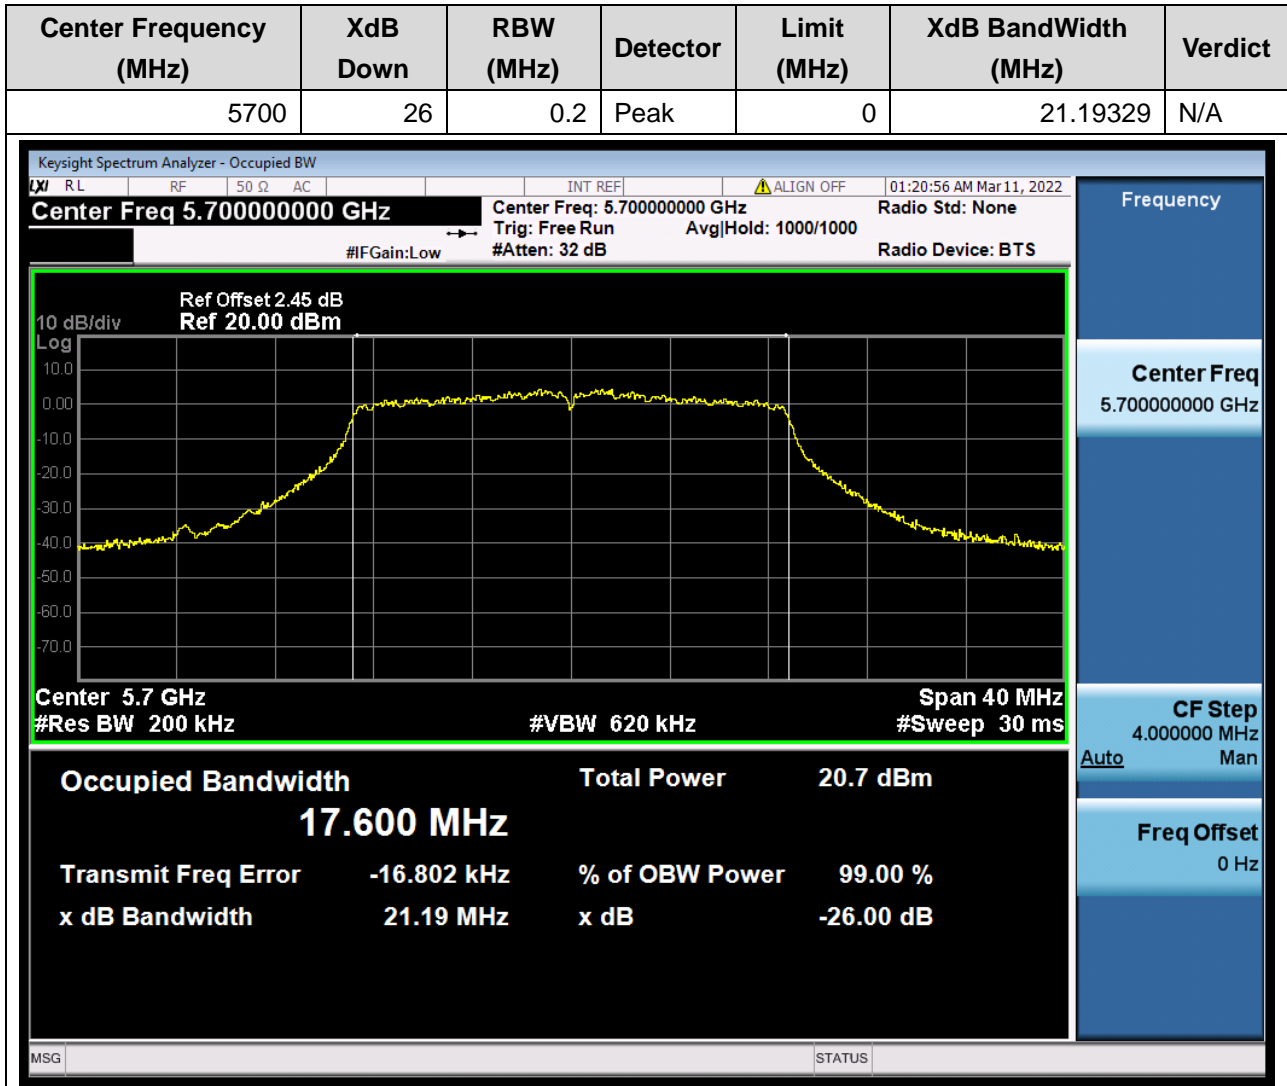 Center Frequency (MHz) XdB Down RBW (MHz) Detector Limit (MHz) XdB BandWidth (MHz) Verdict
5700 26 0.2 Peak 0 21.19329 N/A
Keysight Spectrum Analyzer - Occupied BW
LXI RL RF 50 Ω AC INT REF ALIGN OFF 01:20:56 AM Mar 11, 2022
Center Freq 5.700000000 GHz
Center Freq: 5.700000000 GHz
Radio Std: None
Trig: Free Run Avg|Hold: 1000/1000
#IFGain:Low
#Atten: 32 dB
Radio Device: BTS
Ref Offset 2.45 dB
10 dB/div Ref 20.00 dBm
Log
10.0
0.00
-10.0
-20.0
-30.0
-40.0
-50.0
-60.0
-70.0
Center 5.7 GHz Span 40 MHz
#Res BW 200 kHz #VBW 620 kHz #Sweep 30 ms
Occupied Bandwidth Total Power 20.7 dBm
17.600 MHz
Transmit Freq Error -16.802 kHz % of OBW Power 99.00 %
x dB Bandwidth 21.19 MHz x dB -26.00 dB
Frequency
Center Freq
5.700000000 GHz
CF Step
4.000000 MHz
Auto Man
Freq Offset
0 Hz
MSG STATUS